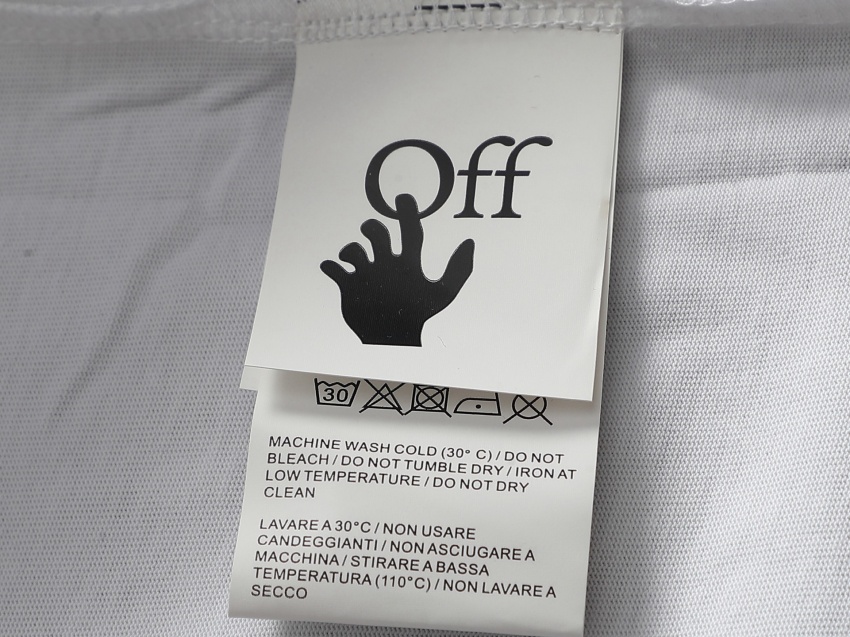 Off
30
MACHINE WASH COLD (30° C) / DO NOT
BLEACH / DO NOT TUMBLE DRY / IRON AT
LOW TEMPERATURE / DO NOT DRY
CLEAN
LAVARE A 30°C / NON USARE
CANDEGGIANTI / NON ASCIUGARE A
MACCHINA / STIRARE A BASSA
TEMPERATURA (110°C) / NON LAVARE A
SECCO